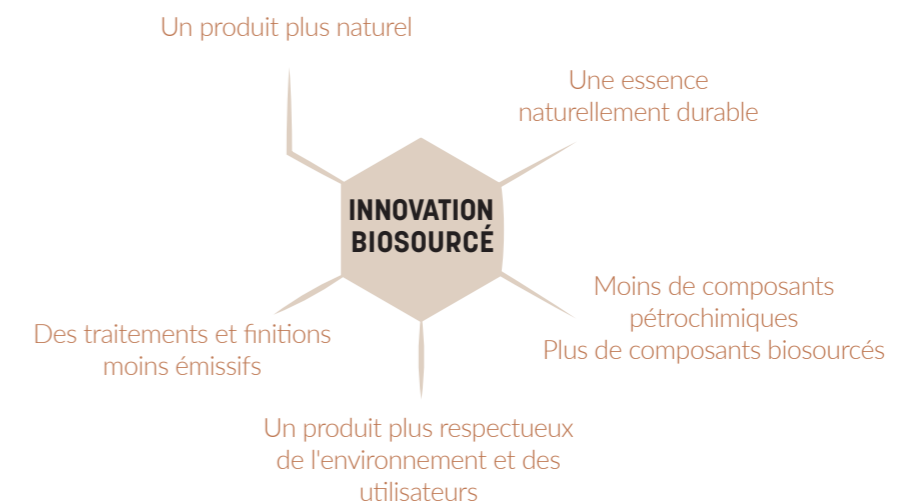 Un produit plus naturel
Une essence
naturellement durable
INNOVATION
BIOSOURCÉ
Moins de composants
pétrochimiques
Plus de composants biosourcés
Des traitements et finitions
moins émissifs
Un produit plus respectueux
de l'environnement et des
utilisateurs